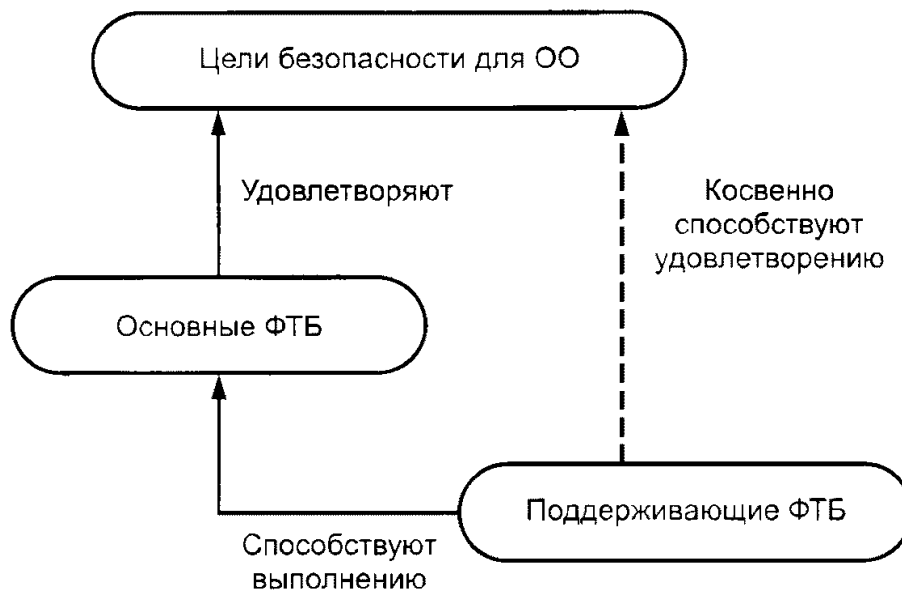 Цели безопасности для ОО
Удовлетворяют
Косвенно
способствуют
удовлетворению
Основные ФТБ
Поддерживающие ФТБ
Способствуют
выполнению